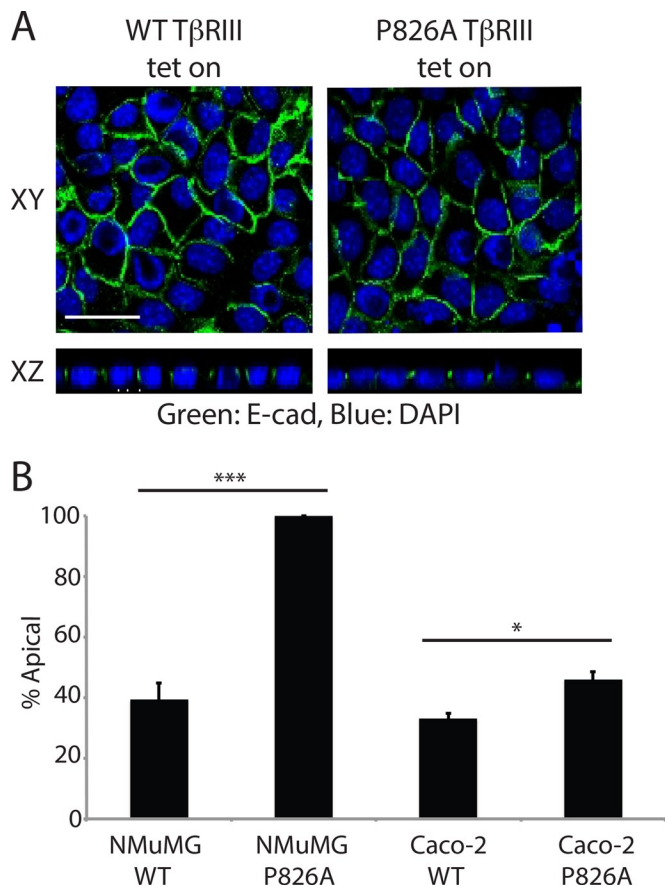 A
WT TβRIII
tet on
P826A TβRIII
tet on
XY
XZ
Green: E-cad, Blue: DAPI
B
***
*
100
80
60
40
20
0
% Apical
NMuMG
WT
NMuMG
P826A
Caco-2
WT
Caco-2
P826A